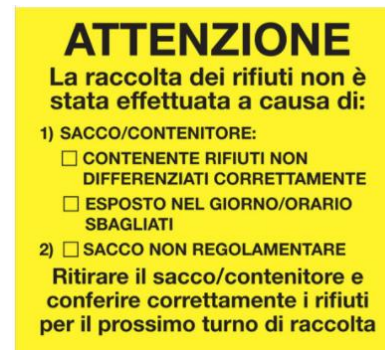 ATTENZIONE
La raccolta dei rifiuti non è
stata effettuata a causa di:
1) SACCO/CONTENITORE:
☐ CONTENENTE RIFIUTI NON
DIFFERENZIATI CORRETTAMENTE
☐ ESPOSTO NEL GIORNO/ORARIO
SBAGLIATI
2) ☐ SACCO NON REGOLAMENTARE
Ritirare il sacco/contenitore e
conferire correttamente i rifiuti
per il prossimo turno di raccolta